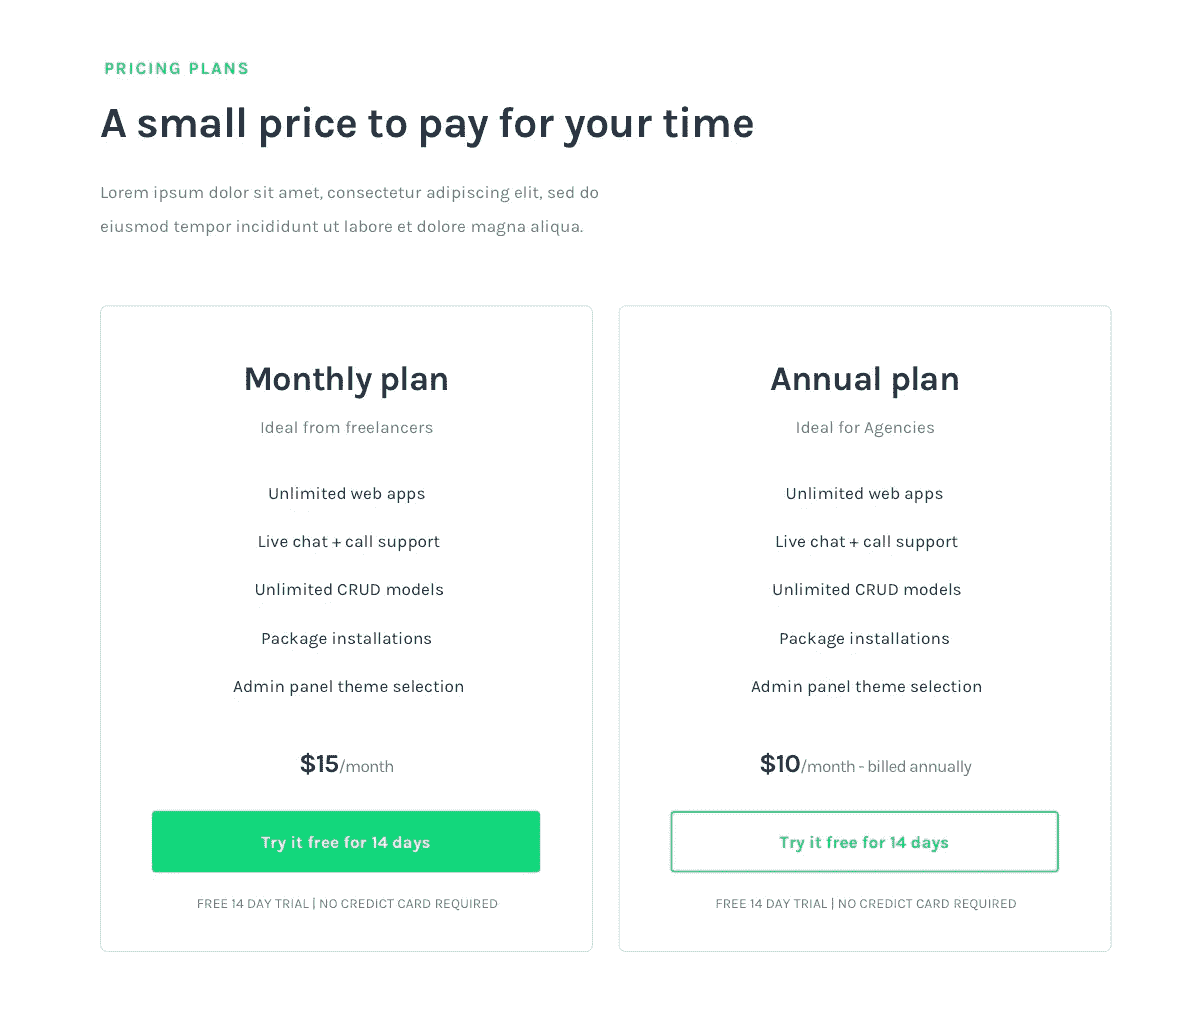 PRICING PLANS
A small price to pay for your time
Lorem ipsum dolor sit amet, consectetur adipiscing elit, sed do
eiusmod tempor incididunt ut labore et dolore magna aliqua.
Monthly plan
Ideal from freelancers
Unlimited web apps
Live chat + call support
Unlimited CRUD models
Package installations
Admin panel theme selection
$15/month
Try it free for 14 days
FREE 14 DAY TRIAL | NO CREDICT CARD REQUIRED
Annual plan
Ideal for Agencies
Unlimited web apps
Live chat + call support
Unlimited CRUD models
Package installations
Admin panel theme selection
$10/month - billed annually
Try it free for 14 days
FREE 14 DAY TRIAL | NO CREDICT CARD REQUIRED